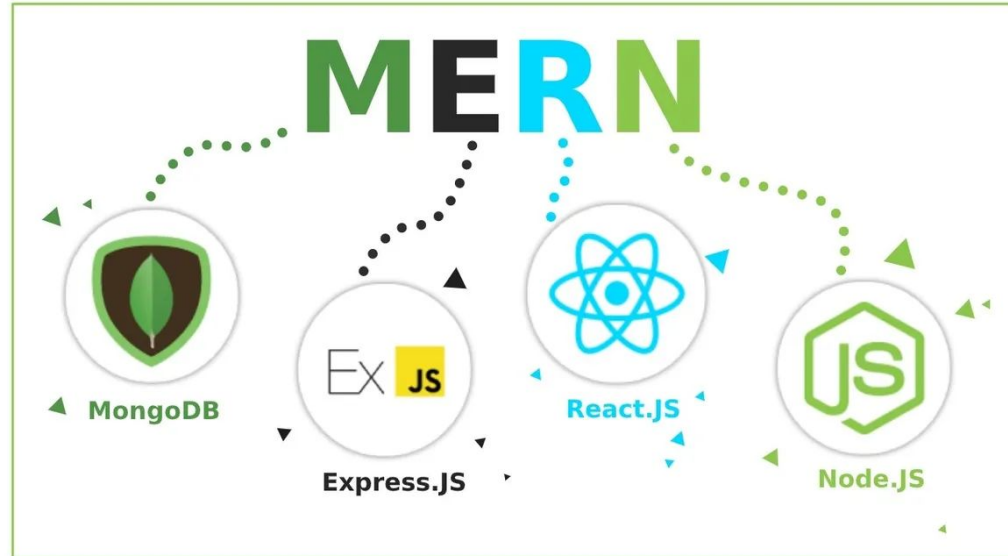 MERN
MongoDB
Ex JS
Express.JS
React.JS
JS
Node.JS